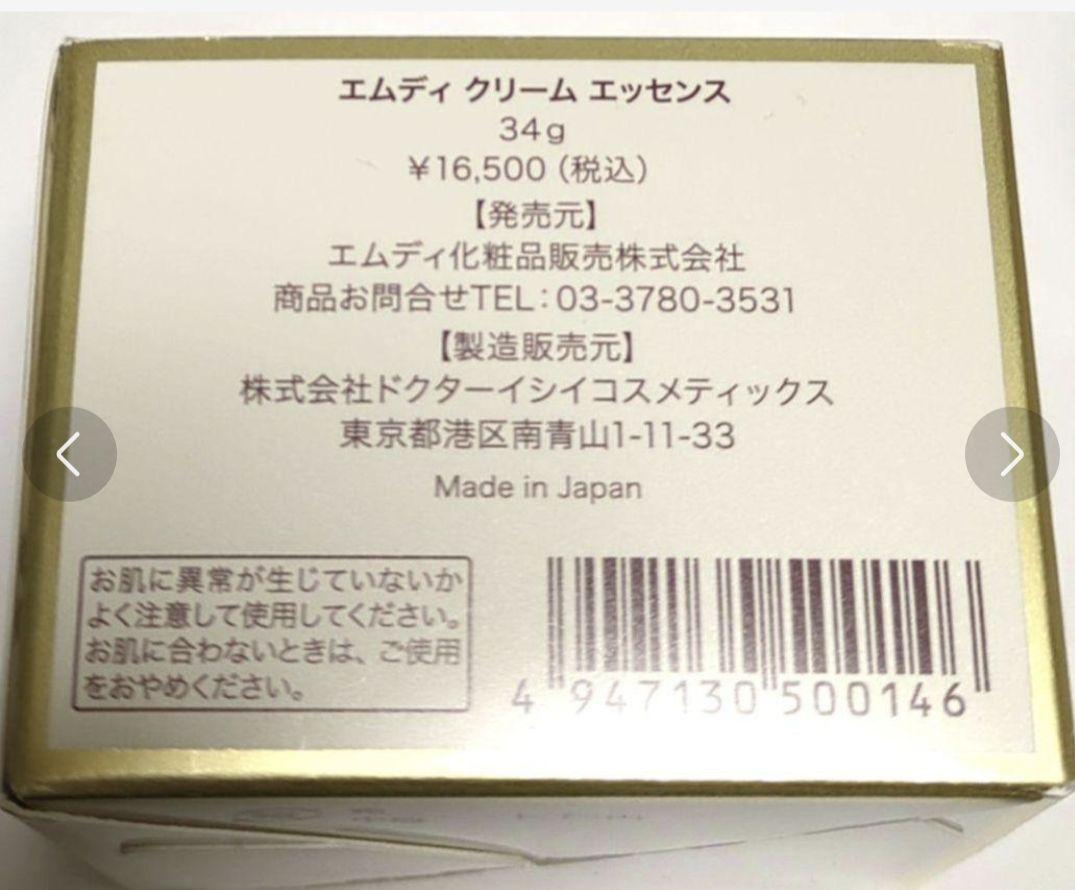 エムディ クリーム エッセンス
34g
¥16,500（税込）
【発売元】
エムディ化粧品販売株式会社
商品お問合せTEL：03-3780-3531
【製造販売元】
株式会社ドクターイシイコスメティックス
東京都港区南青山1-11-33
Made in Japan
お肌に異常が生じていないか
よく注意して使用してください。
お肌に合わないときは、ご使用
をおやめください。
4 947130 500146